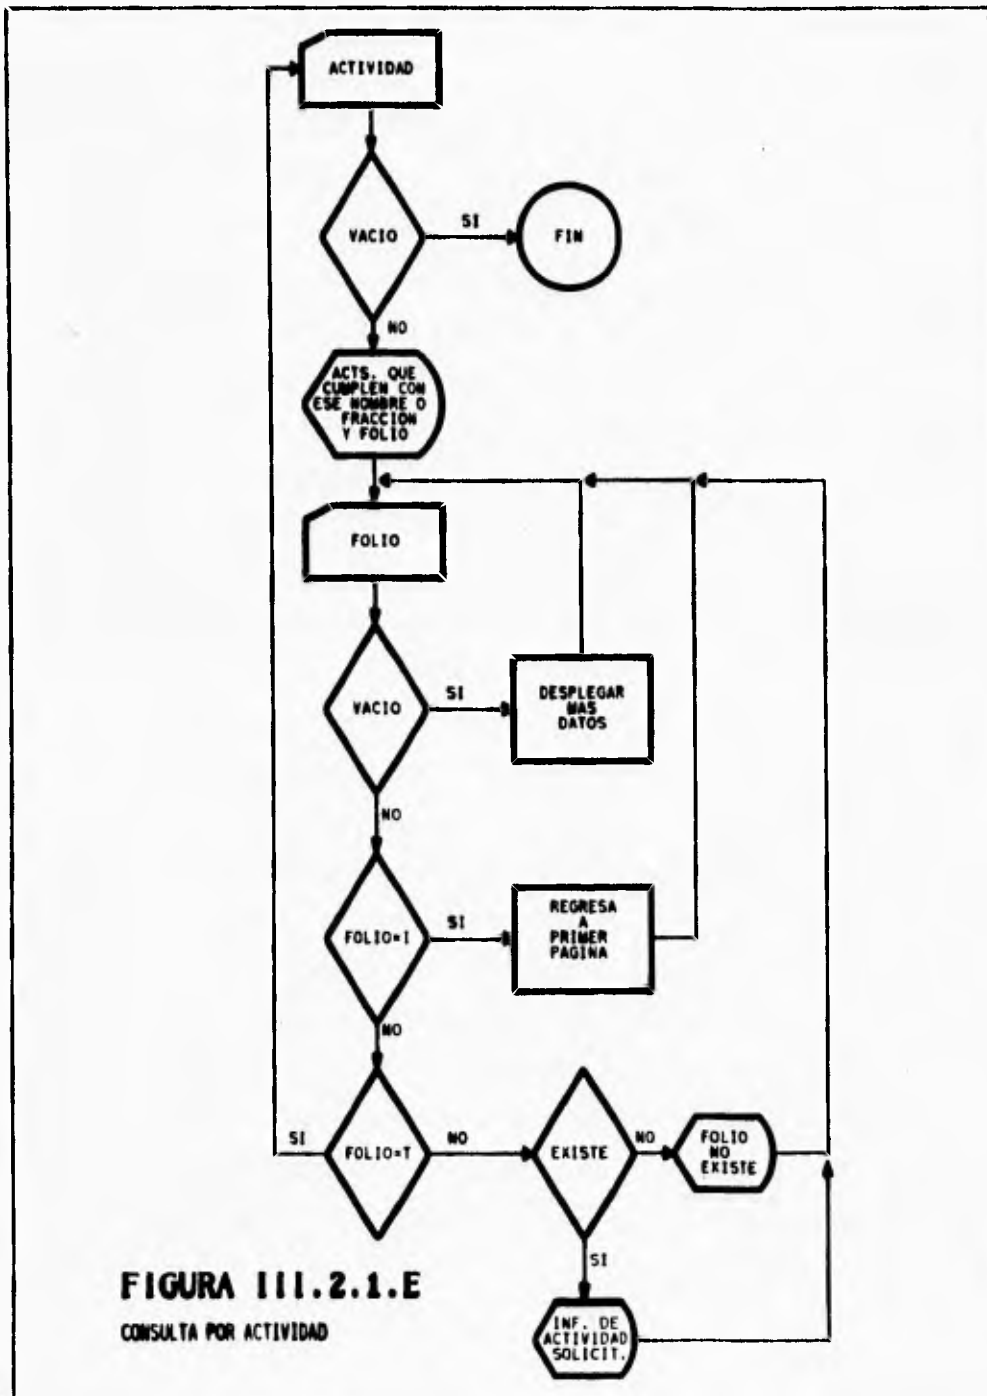 ACTIVIDAD
VACIO
SI
FIN
NO
ACTS. QUE
CUMPLEN CON
ESE NOMBRE O
FRACCION
Y FOLIO
FOLIO
VACIO
SI
DESPLEGAR
MAS
DATOS
NO
FOLIO=I
SI
REGRESA
A
PRIMER
PAGINA
NO
SI
FOLIO=T
NO
EXISTE
NO
FOLIO
NO
EXISTE
SI
INF. DE
ACTIVIDAD
SOLICIT.
FIGURA III.2.1.E
CONSULTA POR ACTIVIDAD